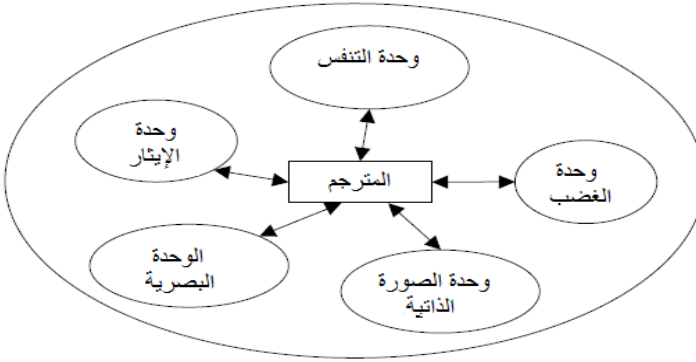 وحدة التنفس
وحدة
الإيثار
المترجم
وحدة
الغضب
الوحدة
البصرية
وحدة الصورة
الذاتية